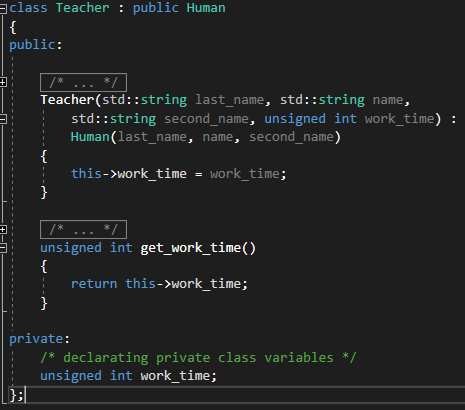 class Teacher : public Human
{
public:
/* ... */
Teacher(std::string last_name, std::string name,
std::string second_name, unsigned int work_time) :
Human(last_name, name, second_name)
{
this->work_time = work_time;
}
/* ... */
unsigned int get_work_time()
{
return this->work_time;
}
private:
/* declarating private class variables */
unsigned int work_time;
};